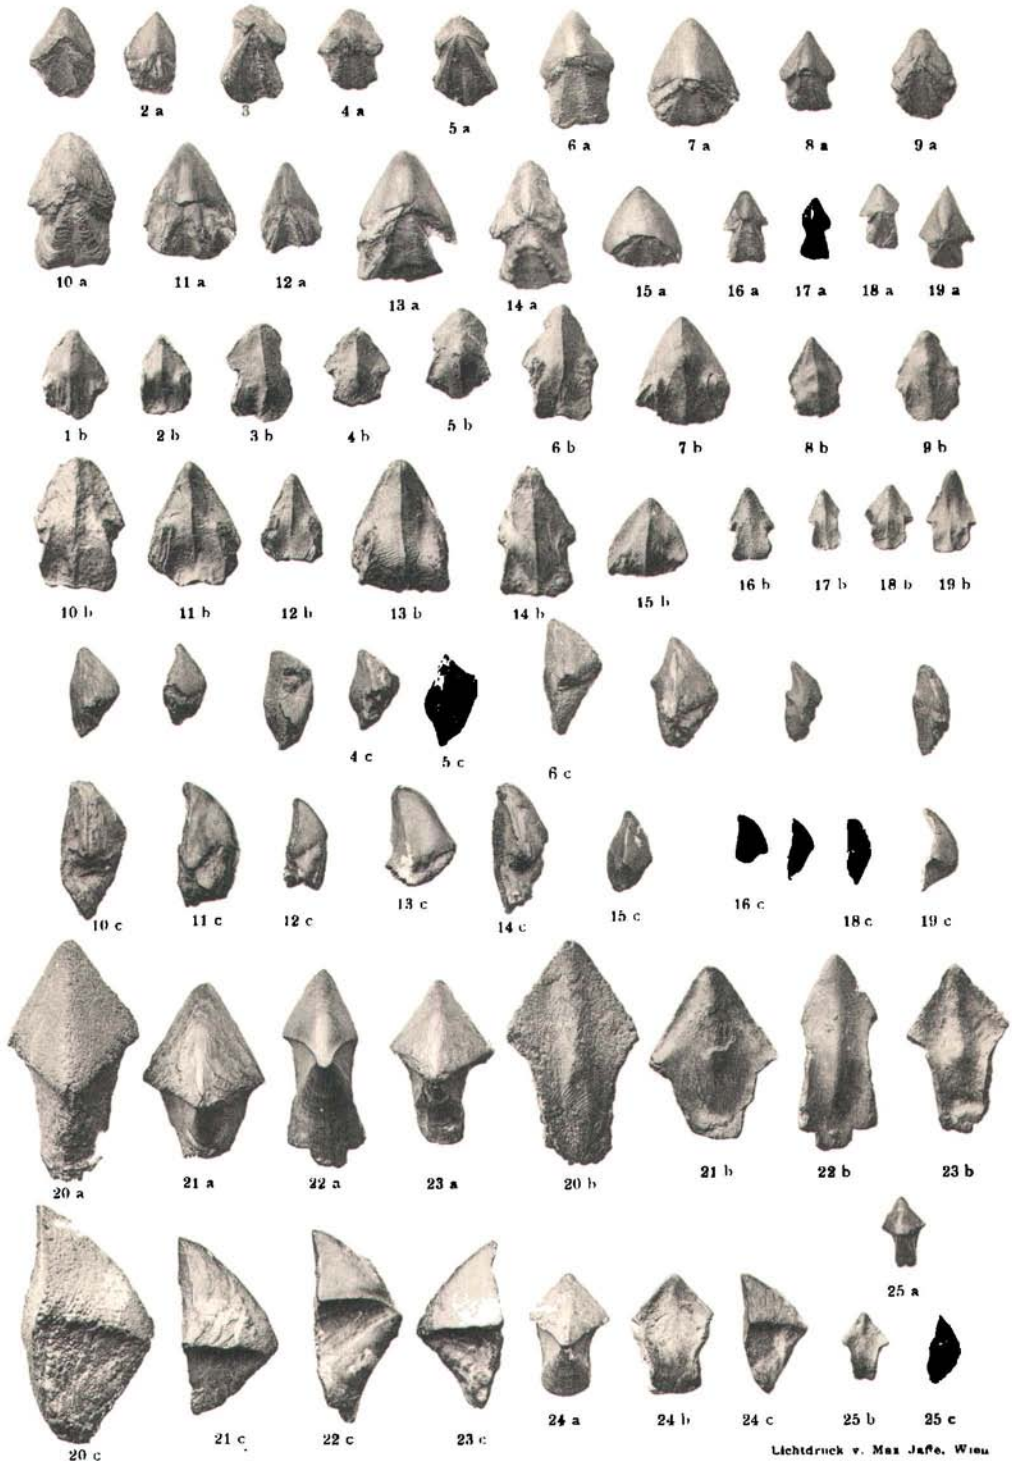 2 a 3 4 a 5 a 6 a 7 a 8 a 9 a
10 a 11 a 12 a 13 a 14 a 15 a 16 a 17 a 18 a 19 a
1 b 2 b 3 b 4 b 5 b 6 b 7 b 8 b 9 b
10 b 11 b 12 b 13 b 14 b 15 b 16 b 17 b 18 b 19 b
4 c 5 c 6 c
10 c 11 c 12 c 13 c 14 c 15 c 16 c 18 c 19 c
20 a 21 a 22 a 23 a 20 b 21 b 22 b 23 b
25 a
20 c 21 c 22 c 23 c 24 a 24 b 24 c 25 b 25 c
Lichtdruck v. Max Jaffe, Wien